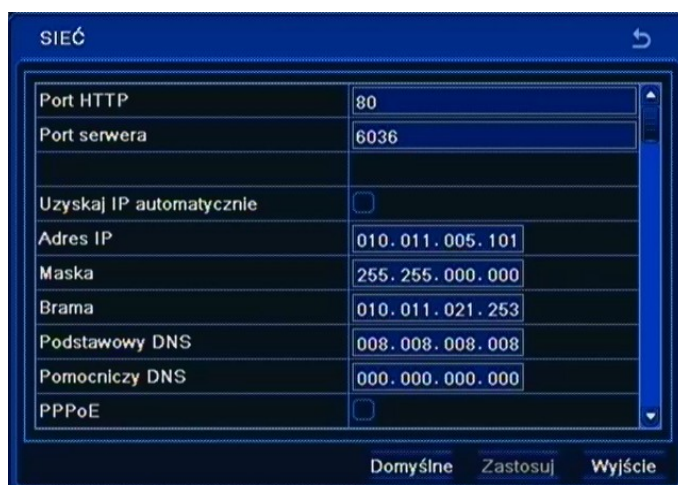 SIEĆ
Port HTTP 80
Port serwera 6036
Uzyskaj IP automatycznie
Adres IP 010.011.005.101
Maska 255.255.000.000
Brama 010.011.021.253
Podstawowy DNS 008.008.008.008
Pomocniczy DNS 000.000.000.000
PPPoE
Domyślne Zastosuj Wyjście